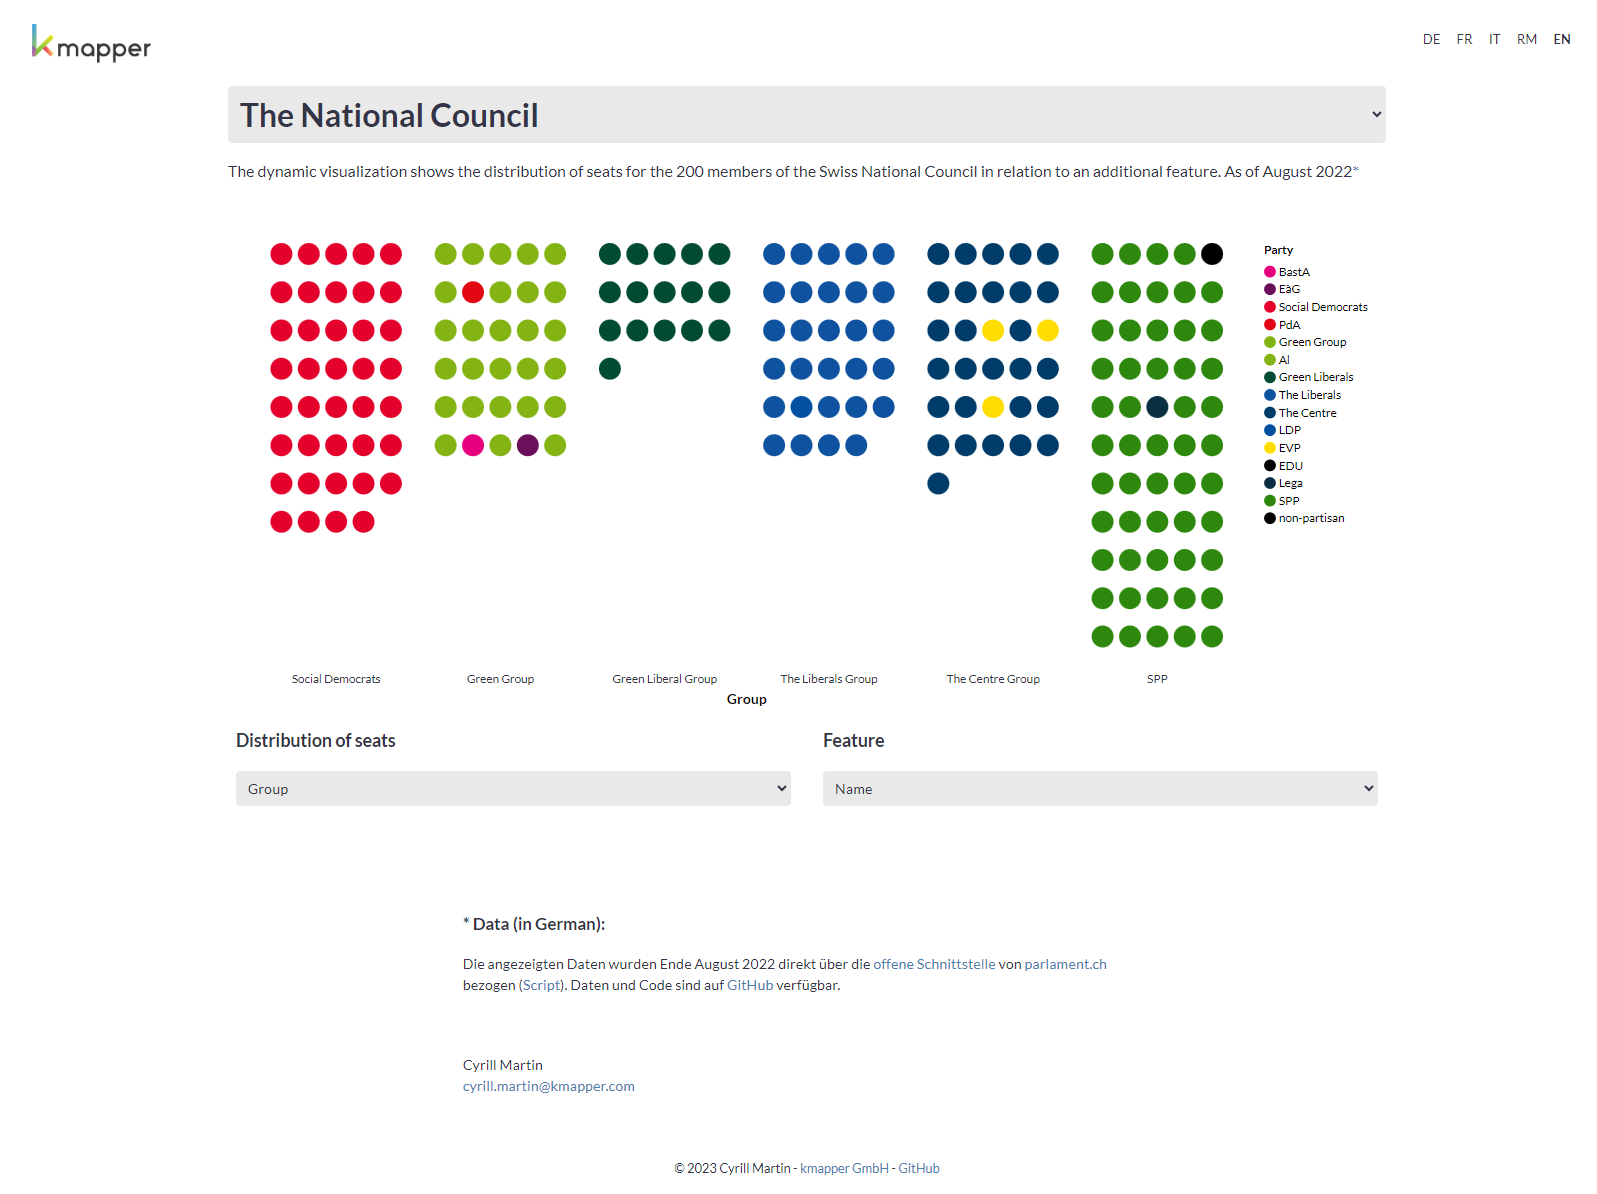 kmapper
DE FR IT RM EN
The National Council
The dynamic visualization shows the distribution of seats for the 200 members of the Swiss National Council in relation to an additional feature. As of August 2022*
Party
BastA
EàG
Social Democrats
PdA
Green Group
Al
Green Liberals
The Liberals
The Centre
LDP
EVP
EDU
Lega
SPP
non-partisan
Social Democrats Green Group Green Liberal Group The Liberals Group The Centre Group SPP
Group
Distribution of seats Feature
Group Name
* Data (in German):
Die angezeigten Daten wurden Ende August 2022 direkt über die offene Schnittstelle von parlament.ch
bezogen (Script). Daten und Code sind auf GitHub verfügbar.
Cyrill Martin
cyrill.martin@kmapper.com
© 2023 Cyrill Martin - kmapper GmbH - GitHub